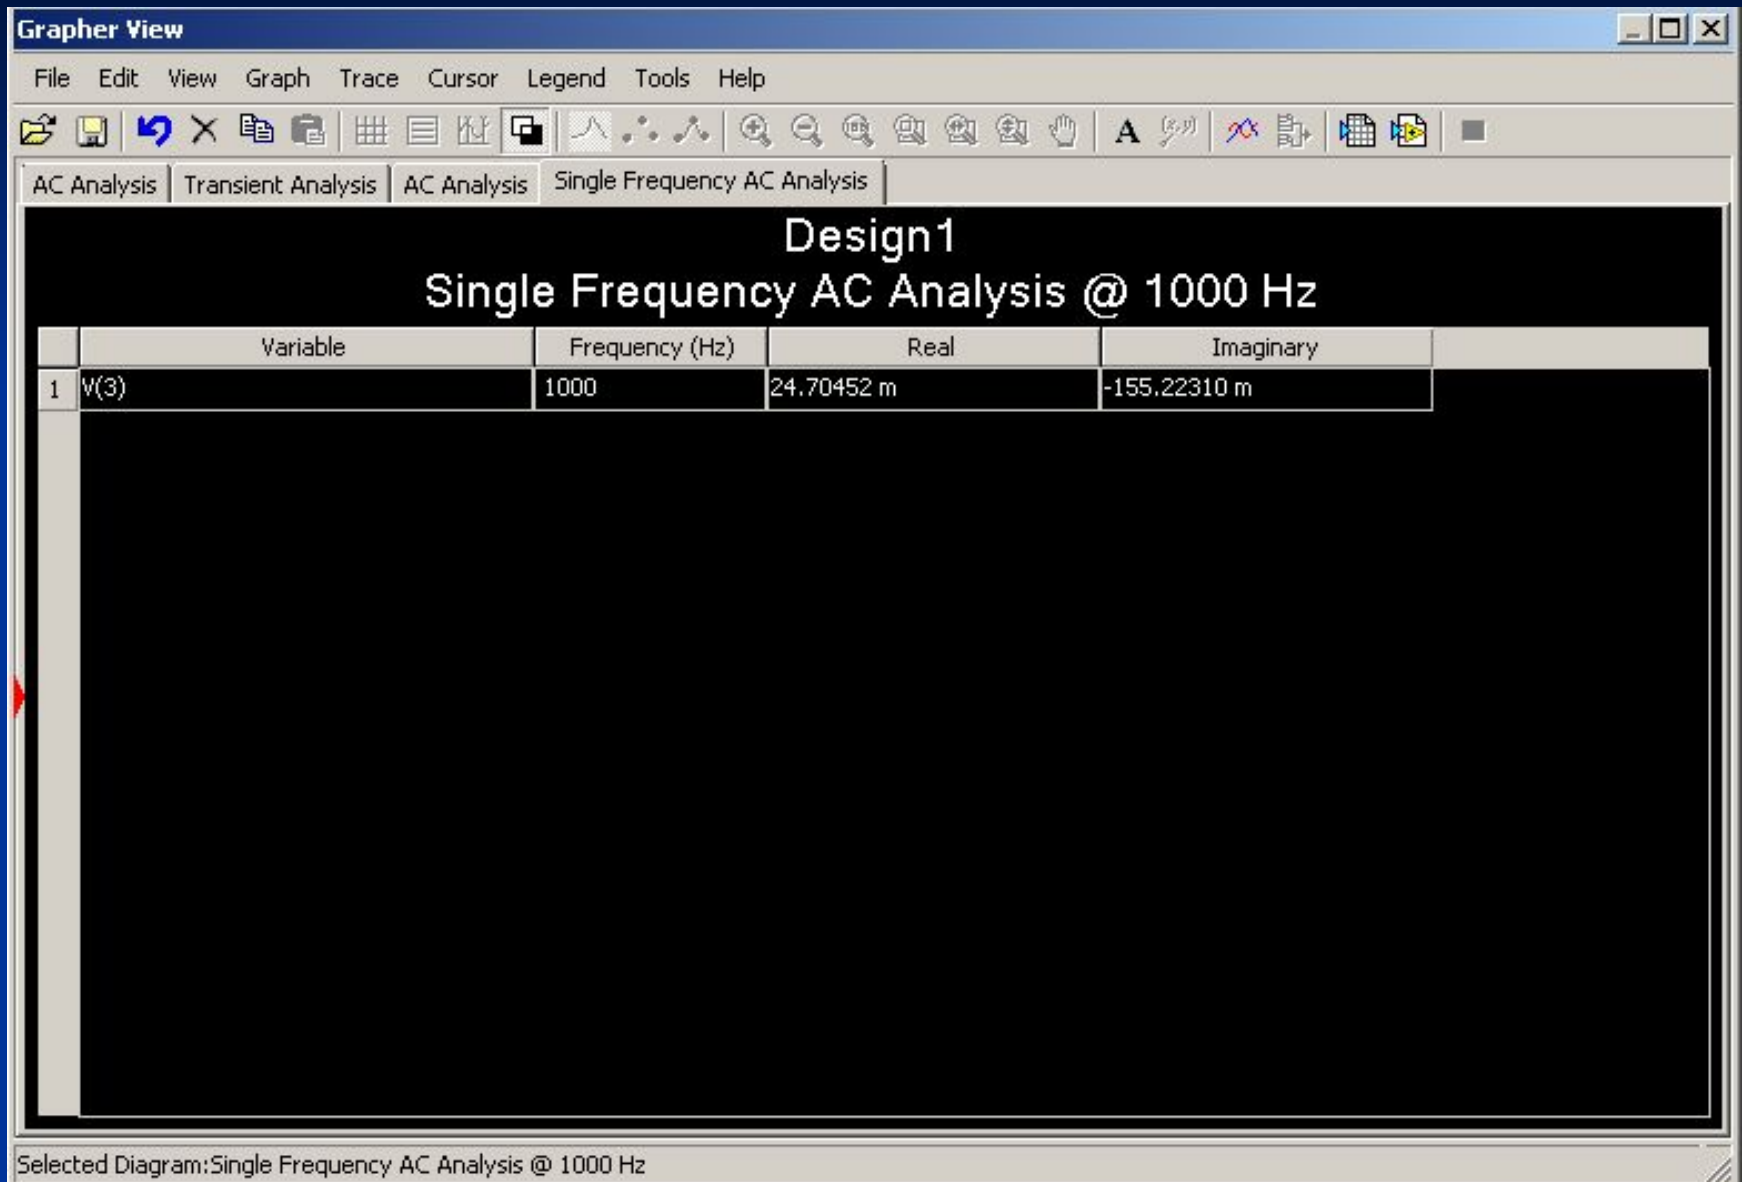 Grapher View
File Edit View Graph Trace Cursor Legend Tools Help
A
AC Analysis Transient Analysis AC Analysis Single Frequency AC Analysis
Design1
Single Frequency AC Analysis @ 1000 Hz
Variable Frequency (Hz) Real Imaginary
1 V(3) 1000 24.70452 m -155.22310 m
Selected Diagram:Single Frequency AC Analysis @ 1000 Hz